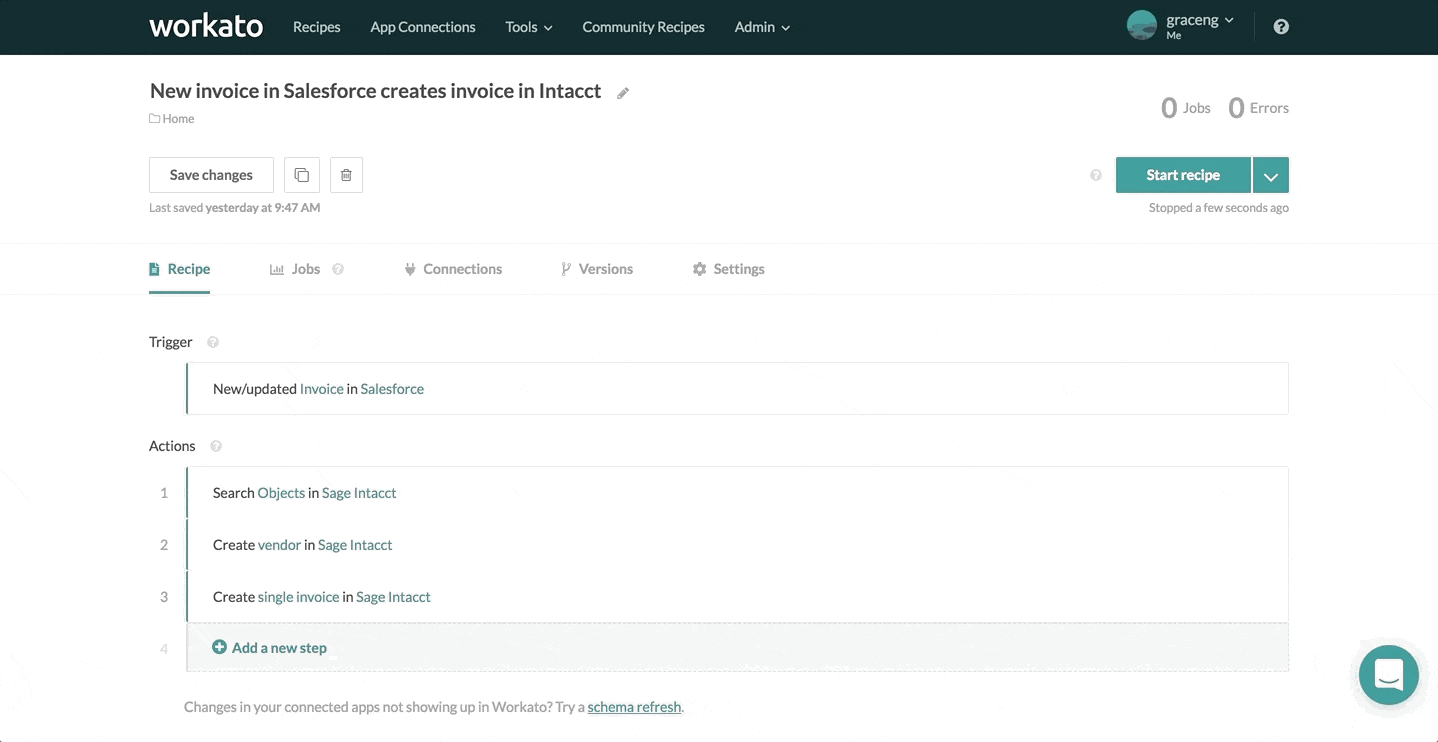 workato Recipes App Connections Tools Community Recipes Admin graceng
Me
New invoice in Salesforce creates invoice in Intacct
Home
0 Jobs 0 Errors
Save changes Start recipe
Last saved yesterday at 9:47 AM Stopped a few seconds ago
Recipe Jobs Connections Versions Settings
Trigger
New/updated Invoice in Salesforce
Actions
1 Search Objects in Sage Intacct
2 Create vendor in Sage Intacct
3 Create single invoice in Sage Intacct
4 Add a new step
Changes in your connected apps not showing up in Workato? Try a schema refresh.